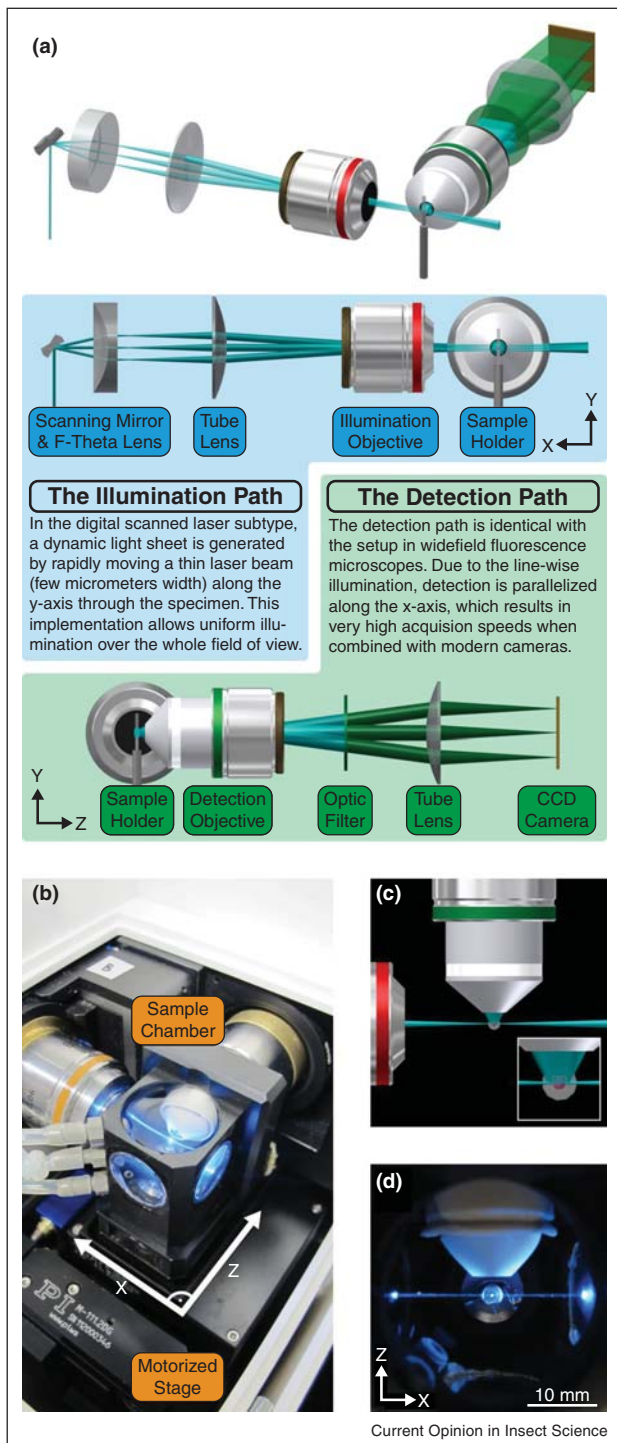 (a)
Scanning Mirror
& F-Theta Lens
Tube
Lens
Illumination
Objective
Sample
Holder
Y
X
The Illumination Path
In the digital scanned laser subtype,
a dynamic light sheet is generated
by rapidly moving a thin laser beam
(few micrometers width) along the
y-axis through the specimen. This
implementation allows uniform illu-
mination over the whole field of view.
The Detection Path
The detection path is identical with
the setup in widefield fluorescence
microscopes. Due to the line-wise
illumination, detection is parallelized
along the x-axis, which results in
very high acquision speeds when
combined with modern cameras.
Y
Z
Sample
Holder
Detection
Objective
Optic
Filter
Tube
Lens
CCD
Camera
(b)
Sample
Chamber
X
Z
PI
M-111.2DG
Motorized
Stage
(c)
(d)
Z
X
10 mm
Current Opinion in Insect Science